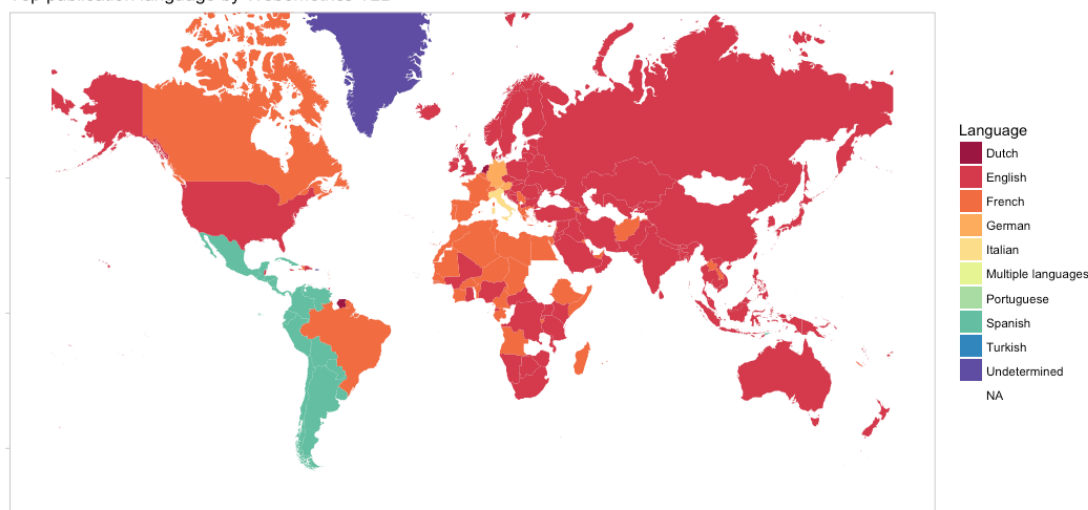 Language
Dutch
English
French
German
Italian
Multiple languages
Portuguese
Spanish
Turkish
Undetermined
NA